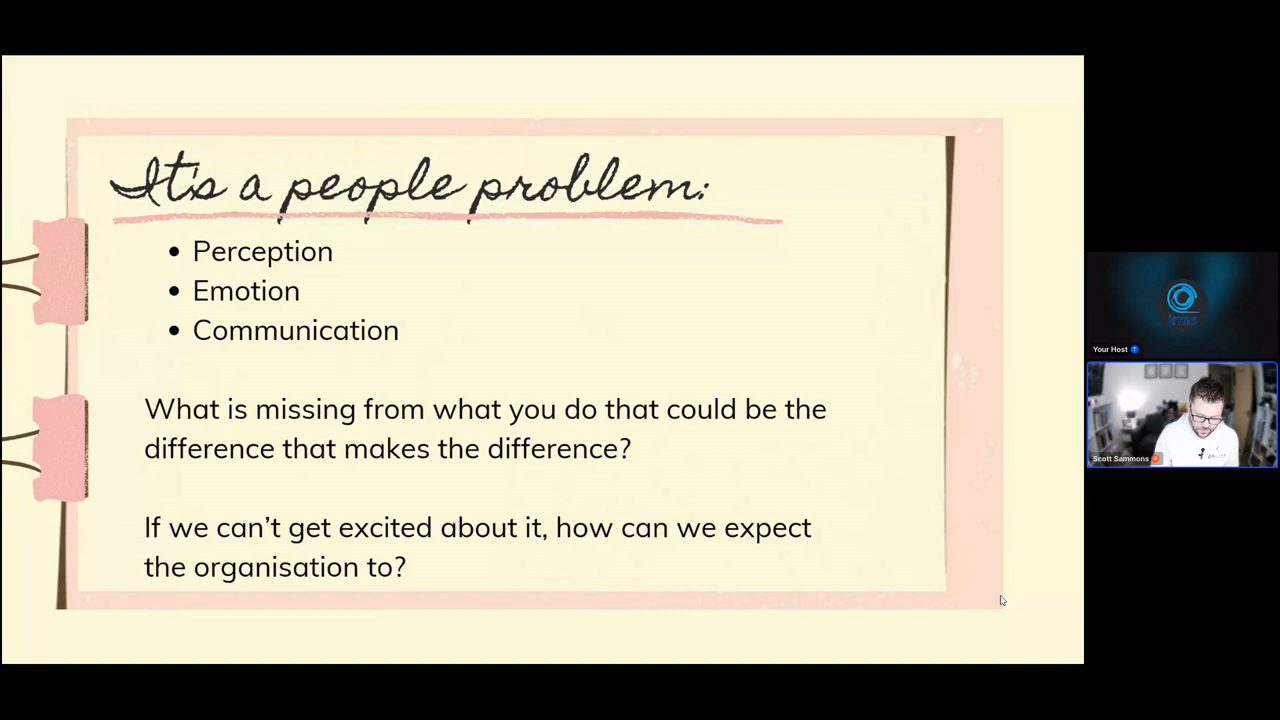 It's a people problem:
• Perception
• Emotion
• Communication
What is missing from what you do that could be the
difference that makes the difference?
If we can't get excited about it, how can we expect
the organisation to?
irms
Your Host
Scott Sammons